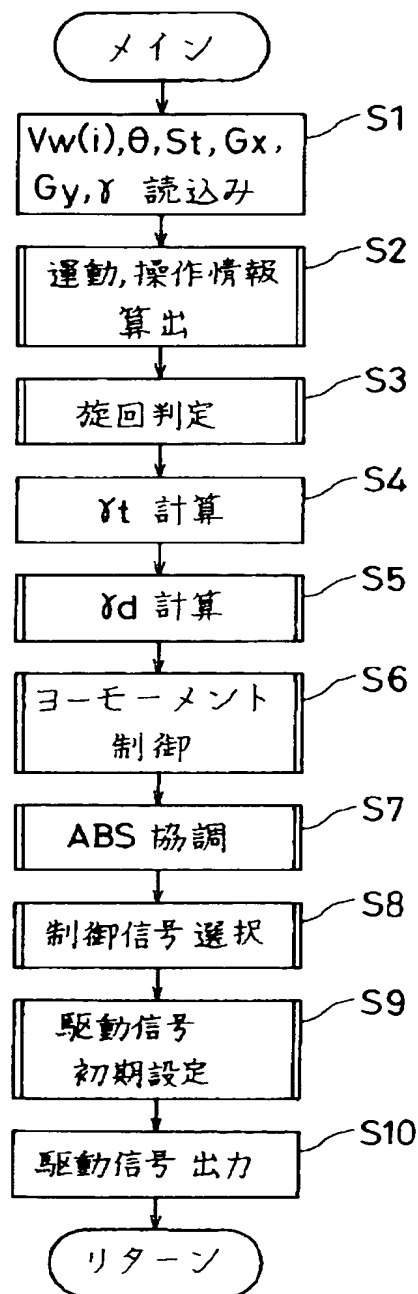 メイン
S1
Vw(i),θ,St,Gx,
Gy,γ 読込み
S2
運動,操作情報
算出
S3
旋回判定
S4
γt 計算
S5
γd 計算
S6
ヨーモーメント
制御
S7
ABS 協調
S8
制御信号 選択
S9
駆動信号
初期設定
S10
駆動信号 出力
リターン